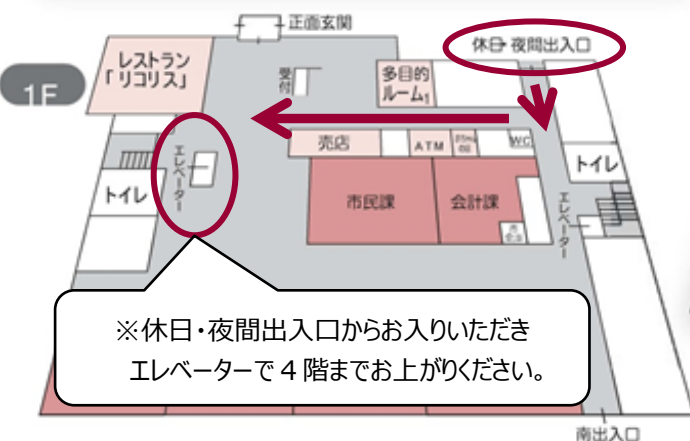 正面玄関
休日・夜間出入口
レストラン
「リコリス」
1F
受付
多目的
ルーム1
売店
ATM
WC
トイレ
エレベーター
トイレ
市民課
会計課
エレベーター
※休日・夜間出入口からお入りいただき
エレベーターで4階までお上がりください。
南出入口